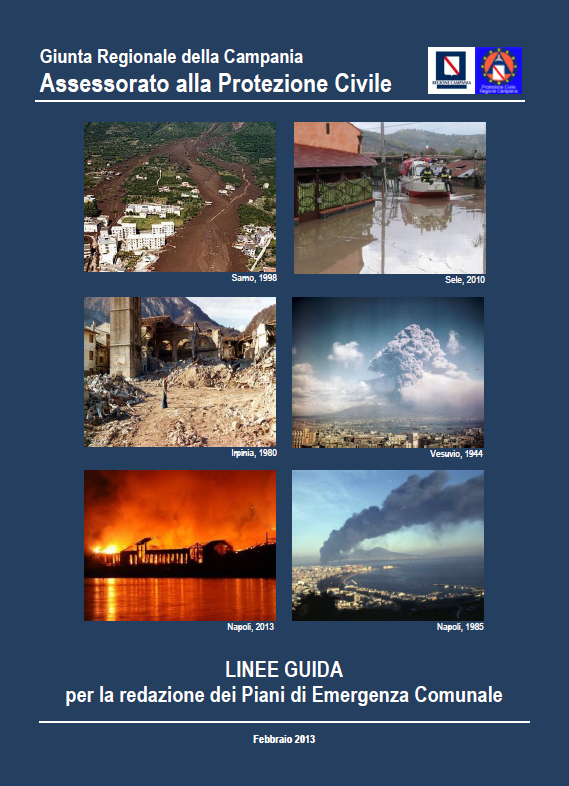 Giunta Regionale della Campania
Assessorato alla Protezione Civile
REGIONE CAMPANIA
Protezione Civile
Regione Campania
Sarno, 1998
Sele, 2010
Irpinia, 1980
Vesuvio, 1944
Napoli, 2013
Napoli, 1985
LINEE GUIDA
per la redazione dei Piani di Emergenza Comunale
Febbraio 2013